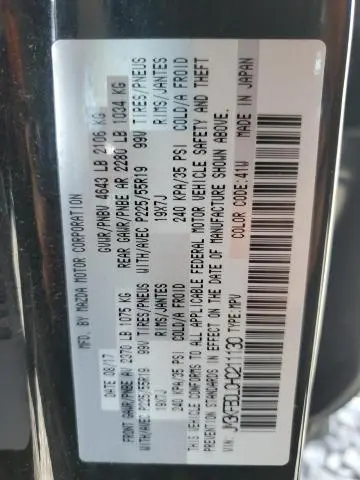 MFD. BY MAZDA MOTOR CORPORATION
DATE 08/17 GVWR/PNBV 4643 LB 2106 KG
FRONT GAWR/PNBE AV 2370 LB 1075 KG REAR GAWR/PNBE AR 2280 LB 1034 KG
WITH/AVEC P225/55R19 99V TIRES/PNEUS WITH/AVEC P225/55R19 99V TIRES/PNEUS
19X7J RIMS/JANTES 19X7J RIMS/JANTES
240 KPA/35 PSI COLD/A FROID 240 KPA/35 PSI COLD/A FROID
THIS VEHICLE CONFORMS TO ALL APPLICABLE FEDERAL MOTOR VEHICLE SAFETY AND THEFT
PREVENTION STANDARDS IN EFFECT ON THE DATE OF MANUFACTURE SHOWN ABOVE.
VIN: TYPE:MPV COLOR CODE:41W MADE IN JAPAN